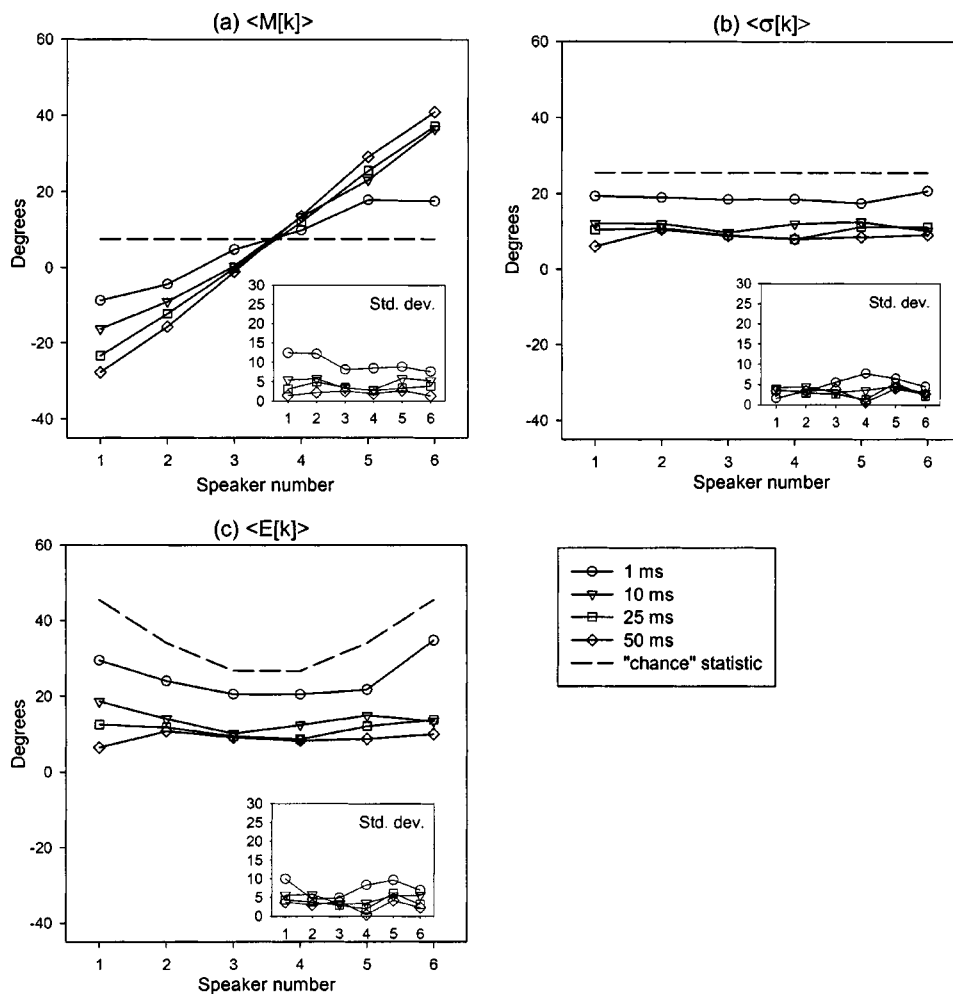 (a) <M[k]>
60
40
20
0
-20
-40
Degrees
Std. dev.
30
25
20
15
10
5
0
1 2 3 4 5 6
1 2 3 4 5 6
Speaker number
(b) <σ[k]>
60
40
20
0
-20
-40
Degrees
Std. dev.
30
25
20
15
10
5
0
1 2 3 4 5 6
1 2 3 4 5 6
Speaker number
(c) <E[k]>
60
40
20
0
-20
-40
Degrees
Std. dev.
30
25
20
15
10
5
0
1 2 3 4 5 6
1 2 3 4 5 6
Speaker number
1 ms
10 ms
25 ms
50 ms
"chance" statistic